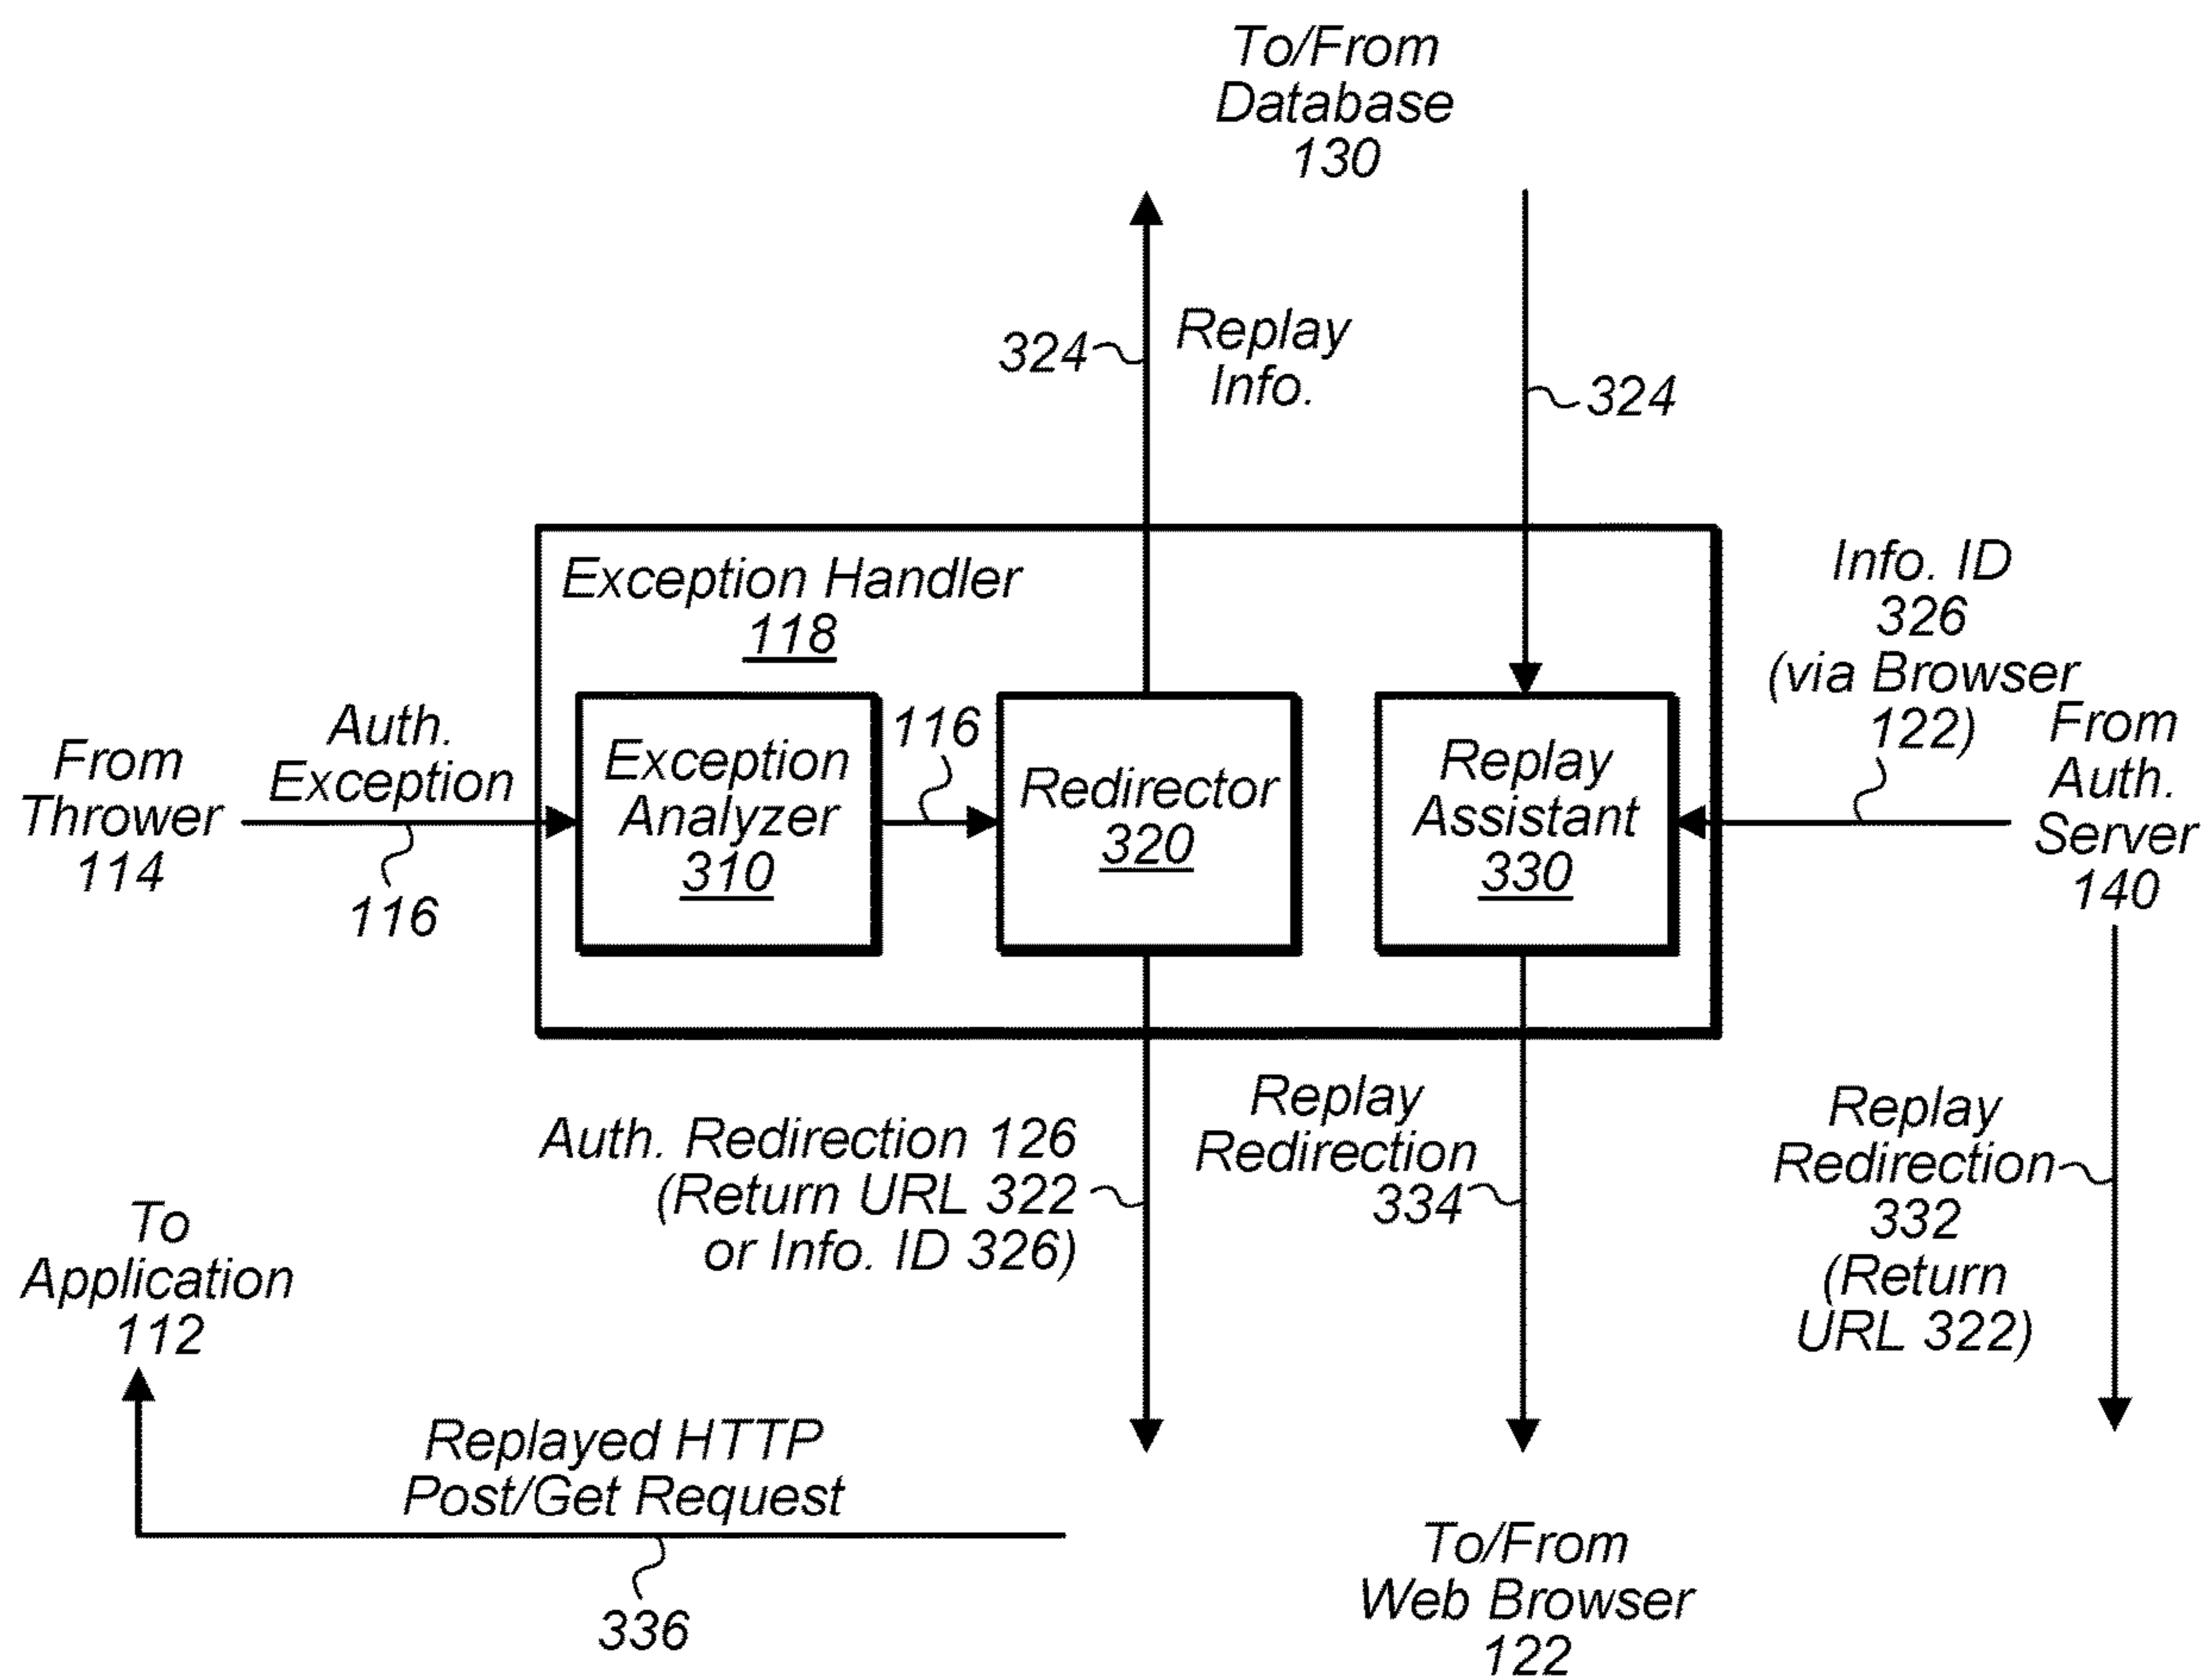 To/From
Database
130
324
Replay
Info.
324
Exception Handler
118
Info. ID
326
(via Browser
122)
From
Thrower
114
Auth.
Exception
116
Exception
Analyzer
310
116
Redirector
320
Replay
Assistant
330
From
Auth.
Server
140
Auth. Redirection 126
(Return URL 322
or Info. ID 326)
Replay
Redirection
334
Replay
Redirection
332
(Return
URL 322)
To
Application
112
Replayed HTTP
Post/Get Request
336
To/From
Web Browser
122